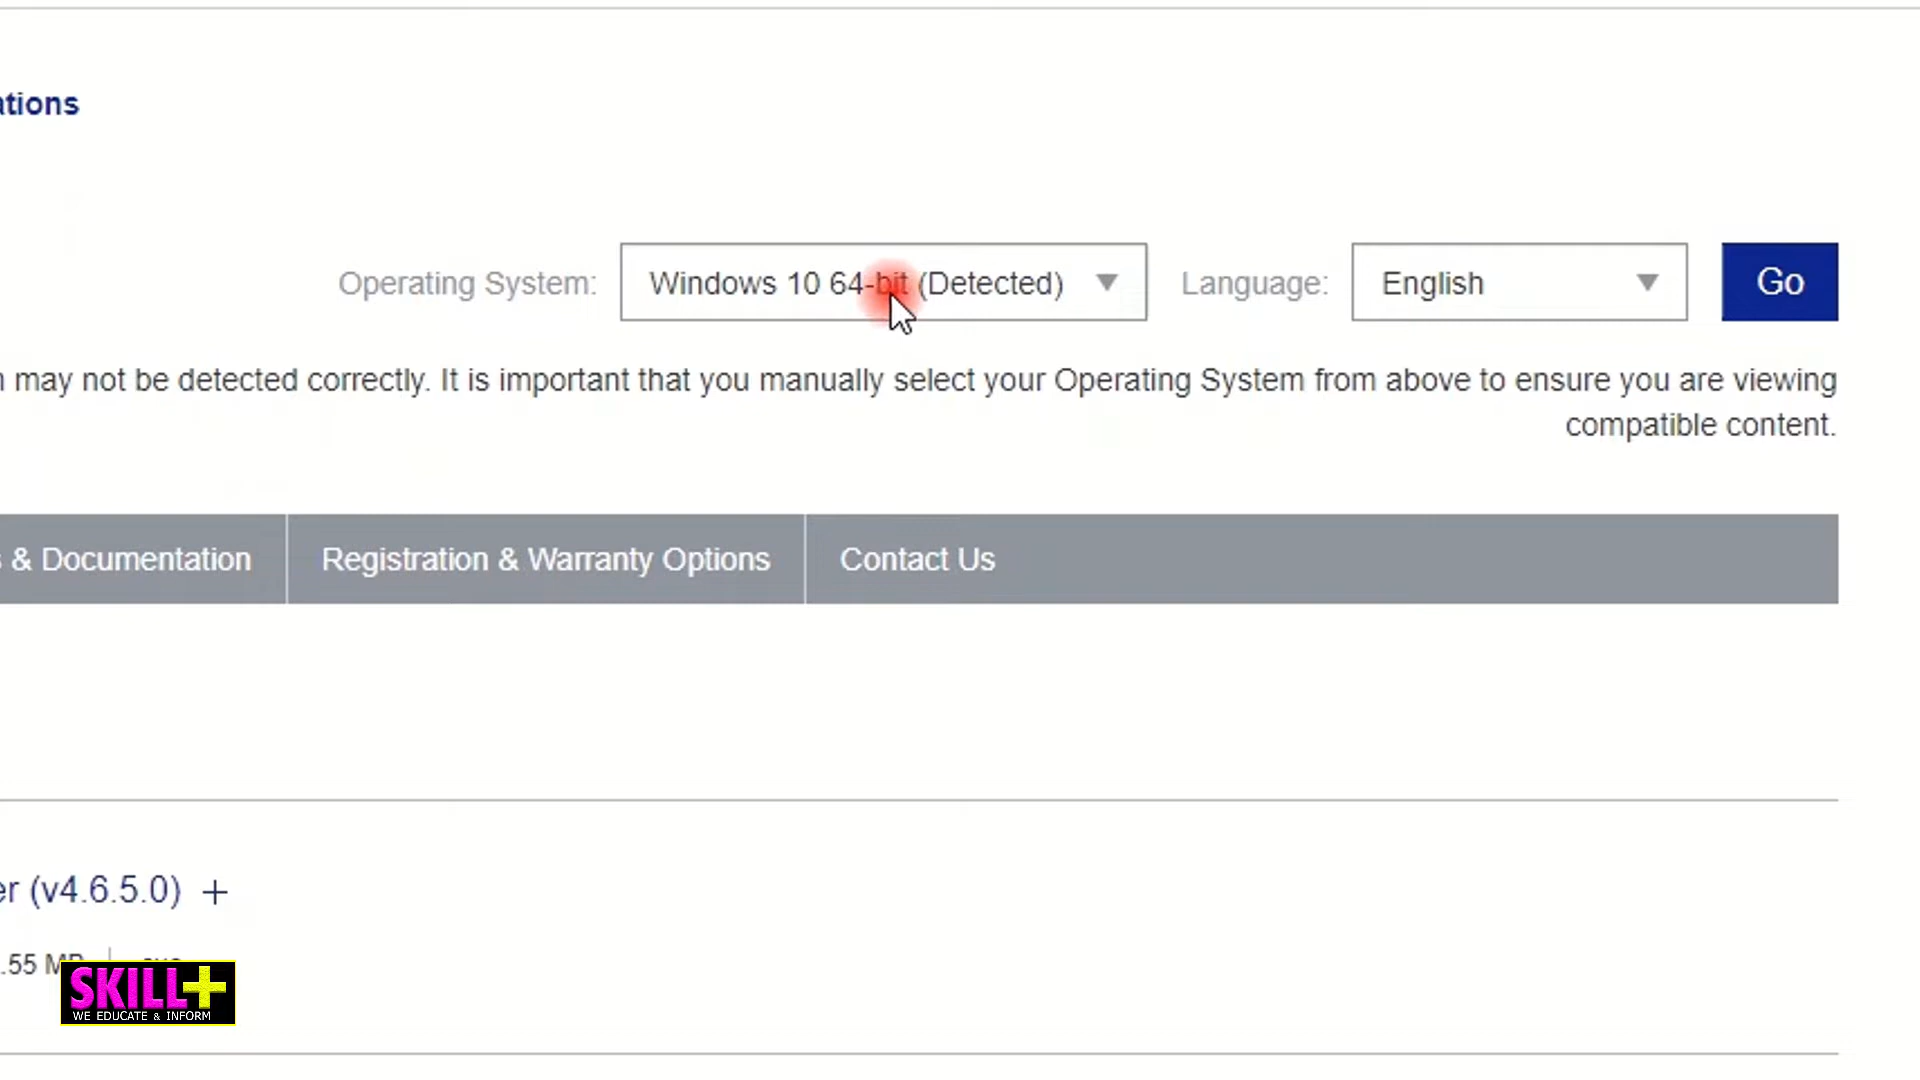 ations
Operating System: Windows 10 64-bit (Detected) Language: English Go
may not be detected correctly. It is important that you manually select your Operating System from above to ensure you are viewing
compatible content.
& Documentation Registration & Warranty Options Contact Us
er (v4.6.5.0) +
.55 MB
SKILL+
WE EDUCATE & INFORM